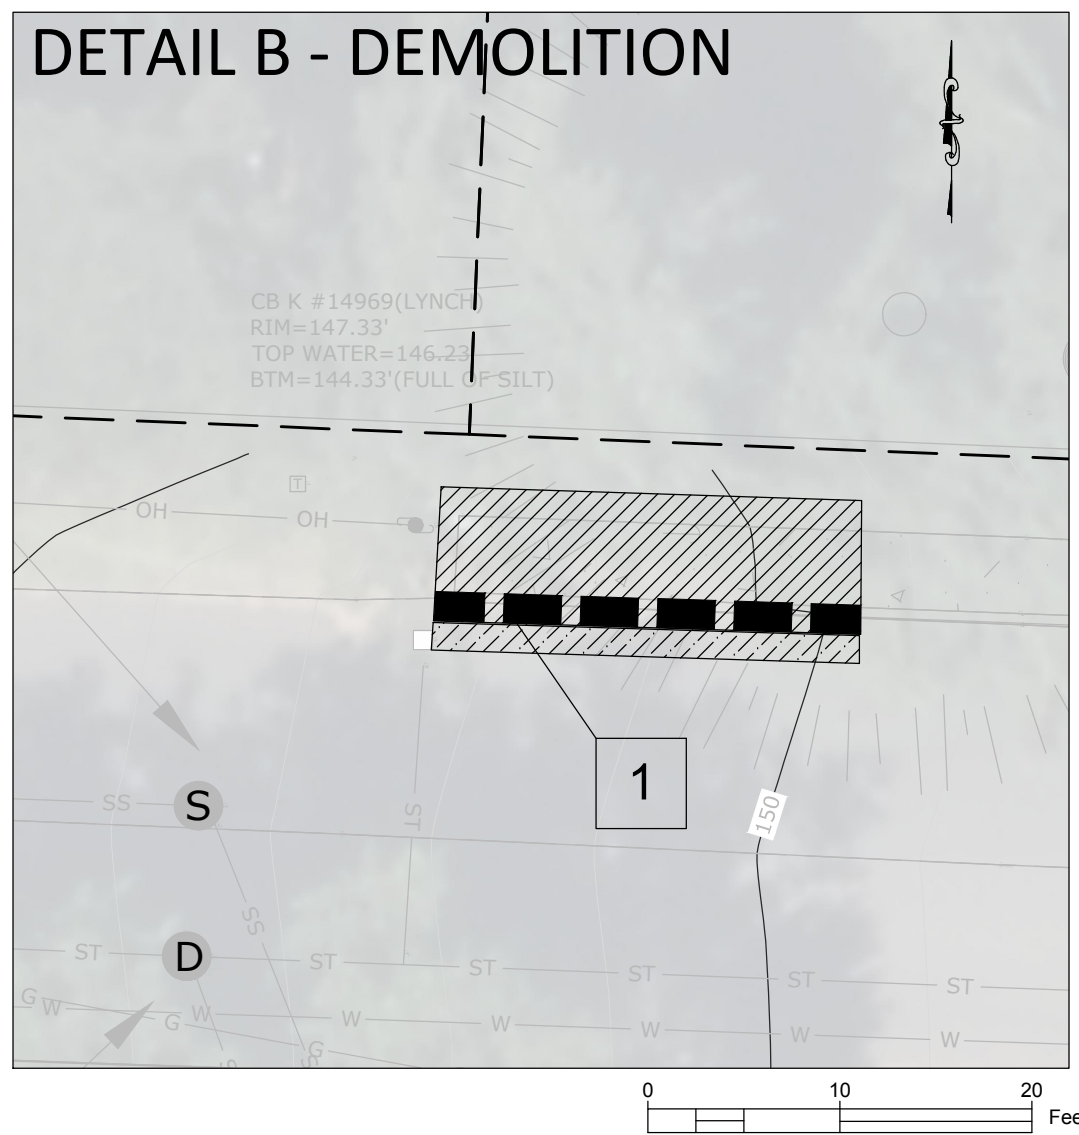 DETAIL B - DEMOLITION
CB K #14969(LYNCH)
RIM=147.33'
TOP WATER=146.23
BTM=144.33'(FULL OF SILT)
T
OH
OH
1
150
SS
S
ST
SS
ST
D
ST
ST
ST
ST
ST
G
W
G
W
W
W
W
W
W
G
S
S
0
10
20
Fee